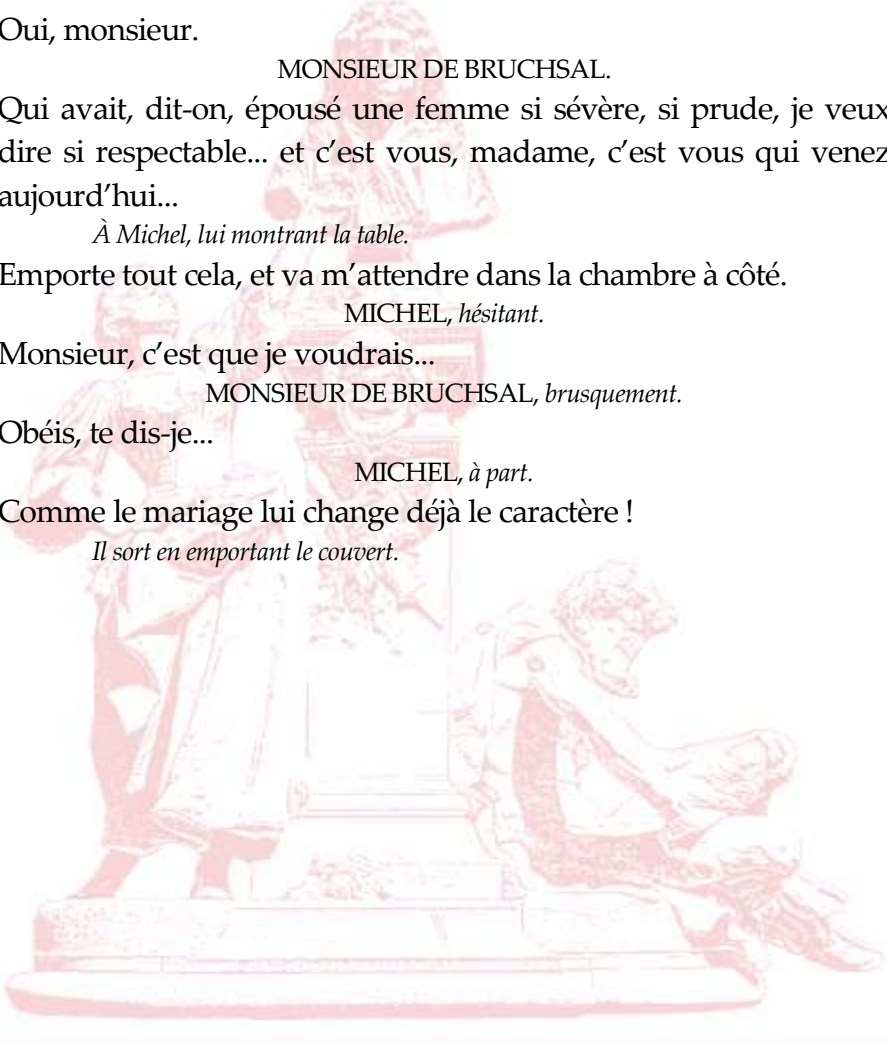 Oui, monsieur.
MONSIEUR DE BRUCHSAL.
Qui avait, dit-on, épousé une femme si sévère, si prude, je veux
dire si respectable... et c’est vous, madame, c’est vous qui venez
aujourd’hui...
À Michel, lui montrant la table.
Emporte tout cela, et va m’attendre dans la chambre à côté.
MICHEL, hésitant.
Monsieur, c’est que je voudrais...
MONSIEUR DE BRUCHSAL, brusquement.
Obéis, te dis-je...
MICHEL, à part.
Comme le mariage lui change déjà le caractère !
Il sort en emportant le couvert.